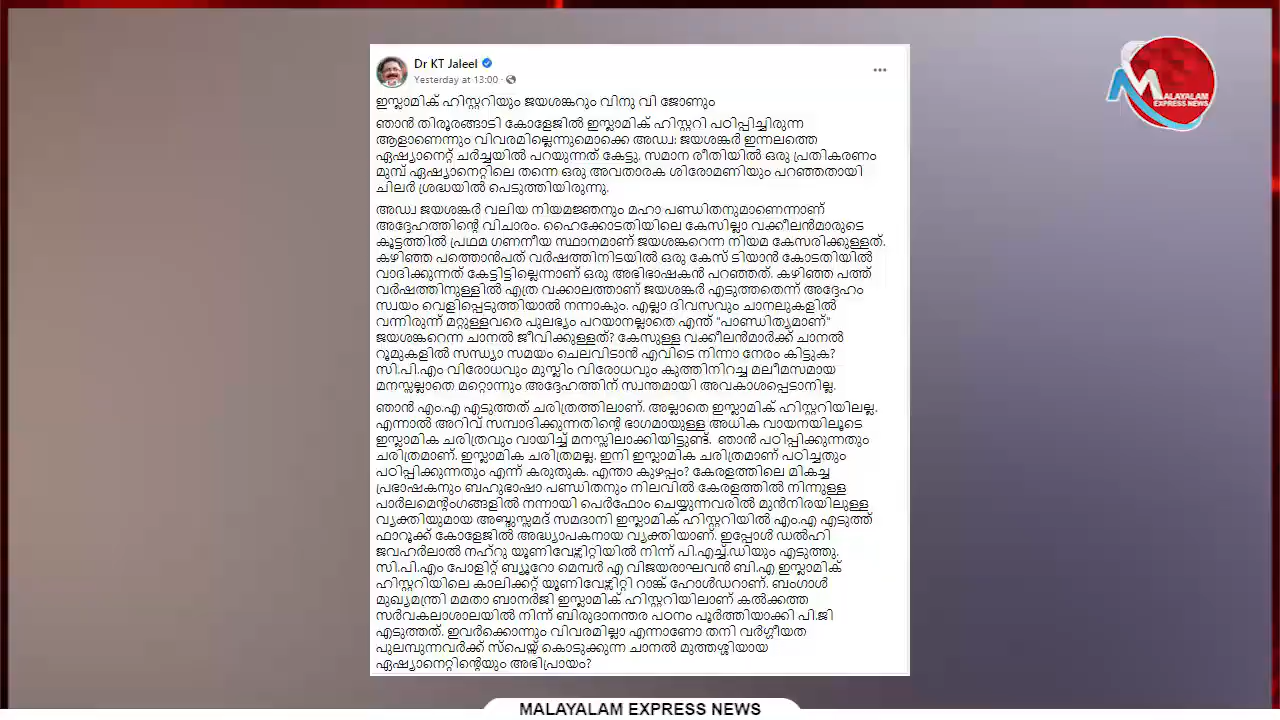 Dr KT Jaleel
Yesterday at 13:00 ·
ഇസ്ലാമിക് ഹിസ്റ്ററിയും ജയശങ്കറും വിനു വി ജോണും
ഞാൻ തിരൂരങ്ങാടി കോളേജിൽ ഇസ്ലാമിക് ഹിസ്റ്ററി പഠിപ്പിച്ചിരുന്ന
ആളാണെന്നും വിവരമില്ലെന്നുമൊക്കെ അഡ്വ: ജയശങ്കർ ഇന്നലത്തെ
ഏഷ്യാനെറ്റ് ചർച്ചയിൽ പറയുന്നത് കേട്ടു. സമാന രീതിയിൽ ഒരു പ്രതികരണം
മുമ്പ് ഏഷ്യാനെറ്റിലെ തന്നെ ഒരു അവതാരക ശിരോമണിയും പറഞ്ഞതായി
ചിലർ ശ്രദ്ധയിൽ പെടുത്തിയിരുന്നു.
അഡ്വ ജയശങ്കർ വലിയ നിയമജ്ഞനും മഹാ പണ്ഡിതനുമാണെന്നാണ്
അദ്ദേഹത്തിൻ്റെ വിചാരം. ഹൈക്കോടതിയിലെ കേസില്ലാ വക്കീലൻമാരുടെ
കൂട്ടത്തിൽ പ്രഥമ ഗണനീയ സ്ഥാനമാണ് ജയശങ്കറെന്ന നിയമ കേസരിക്കുള്ളത്.
കഴിഞ്ഞ പത്തൊൻപത് വർഷത്തിനിടയിൽ ഒരു കേസ് ടിയാൻ കോടതിയിൽ
വാദിക്കുന്നത് കേട്ടിട്ടില്ലെന്നാണ് ഒരു അഭിഭാഷകൻ പറഞ്ഞത്. കഴിഞ്ഞ പത്ത്
വർഷത്തിനുള്ളിൽ എത്ര വക്കാലത്താണ് ജയശങ്കർ എടുത്തതെന്ന് അദ്ദേഹം
സ്വയം വെളിപ്പെടുത്തിയാൽ നന്നാകും. എല്ലാ ദിവസവും ചാനലുകളിൽ
വന്നിരുന്ന് മറ്റുള്ളവരെ പുലഭ്യം പറയാനല്ലാതെ എന്ത് "പാണ്ഡിത്യമാണ്"
ജയശങ്കറെന്ന ചാനൽ ജീവിക്കുള്ളത്? കേസുള്ള വക്കീലൻമാർക്ക് ചാനൽ
റൂമുകളിൽ സന്ധ്യാ സമയം ചെലവിടാൻ എവിടെ നിന്നാ നേരം കിട്ടുക?
സി.പി.എം വിരോധവും മുസ്ലിം വിരോധവും കുത്തിനിറച്ച മലീമസമായ
മനസ്സല്ലാതെ മറ്റൊന്നും അദ്ദേഹത്തിന് സ്വന്തമായി അവകാശപ്പെടാനില്ല.
ഞാൻ എം.എ എടുത്തത് ചരിത്രത്തിലാണ്. അല്ലാതെ ഇസ്ലാമിക് ഹിസ്റ്ററിയിലല്ല.
എന്നാൽ അറിവ് സമ്പാദിക്കുന്നതിൻ്റെ ഭാഗമായുള്ള അധിക വായനയിലൂടെ
ഇസ്ലാമിക ചരിത്രവും വായിച്ച് മനസ്സിലാക്കിയിട്ടുണ്ട്. ഞാൻ പഠിപ്പിക്കുന്നതും
ചരിത്രമാണ്. ഇസ്ലാമിക ചരിത്രമല്ല. ഇനി ഇസ്ലാമിക ചരിത്രമാണ് പഠിച്ചതും
പഠിപ്പിക്കുന്നതും എന്ന് കരുതുക. എന്താ കുഴപ്പം? കേരളത്തിലെ മികച്ച
പ്രഭാഷകനും ബഹുഭാഷാ പണ്ഡിതനും നിലവിൽ കേരളത്തിൽ നിന്നുള്ള
പാർലമെൻ്റംഗങ്ങളിൽ നന്നായി പെർഫോം ചെയ്യുന്നവരിൽ മുൻനിരയിലുള്ള
വ്യക്തിയുമായ അബ്ദുസ്സമദ് സമദാനി ഇസ്ലാമിക് ഹിസ്റ്ററിയിൽ എം.എ എടുത്ത്
ഫാറൂക്ക് കോളേജിൽ അദ്ധ്യാപകനായ വ്യക്തിയാണ്. ഇപ്പോൾ ഡൽഹി
ജവഹർലാൽ നഹ്റു യൂണിവേഴ്സിറ്റിയിൽ നിന്ന് പി.എച്ച്.ഡിയും എടുത്തു.
സി.പി.എം പോളിറ്റ് ബ്യൂറോ മെമ്പർ എ വിജയരാഘവൻ ബി.എ ഇസ്ലാമിക്
ഹിസ്റ്ററിയിലെ കാലിക്കറ്റ് യൂണിവേഴ്സിറ്റി റാങ്ക് ഹോൾഡറാണ്. ബംഗാൾ
മുഖ്യമന്ത്രി മമതാ ബാനർജി ഇസ്ലാമിക് ഹിസ്റ്ററിയിലാണ് കൽക്കത്ത
സർവകലാശാലയിൽ നിന്ന് ബിരുദാനന്തര പഠനം പൂർത്തിയാക്കി പി.ജി
എടുത്തത്. ഇവർക്കൊന്നും വിവരമില്ലാ എന്നാണോ തനി വർഗ്ഗീയത
പുലമ്പുന്നവർക്ക് സ്പെയ്സ് കൊടുക്കുന്ന ചാനൽ മുത്തശ്ശിയായ
ഏഷ്യാനെറ്റിൻ്റെയും അഭിപ്രായം?
MALAYALAM
EXPRESS NEWS
MALAYALAM EXPRESS NEWS